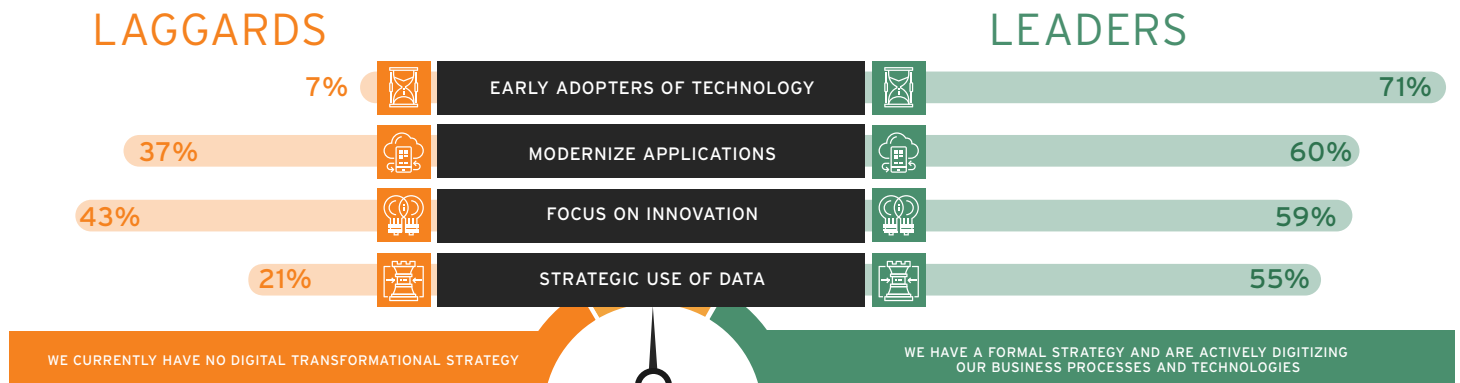 LAGGARDS
LEADERS
7%
EARLY ADOPTERS OF TECHNOLOGY
71%
37%
MODERNIZE APPLICATIONS
60%
43%
FOCUS ON INNOVATION
59%
21%
STRATEGIC USE OF DATA
55%
WE CURRENTLY HAVE NO DIGITAL TRANSFORMATIONAL STRATEGY
WE HAVE A FORMAL STRATEGY AND ARE ACTIVELY DIGITIZING
OUR BUSINESS PROCESSES AND TECHNOLOGIES